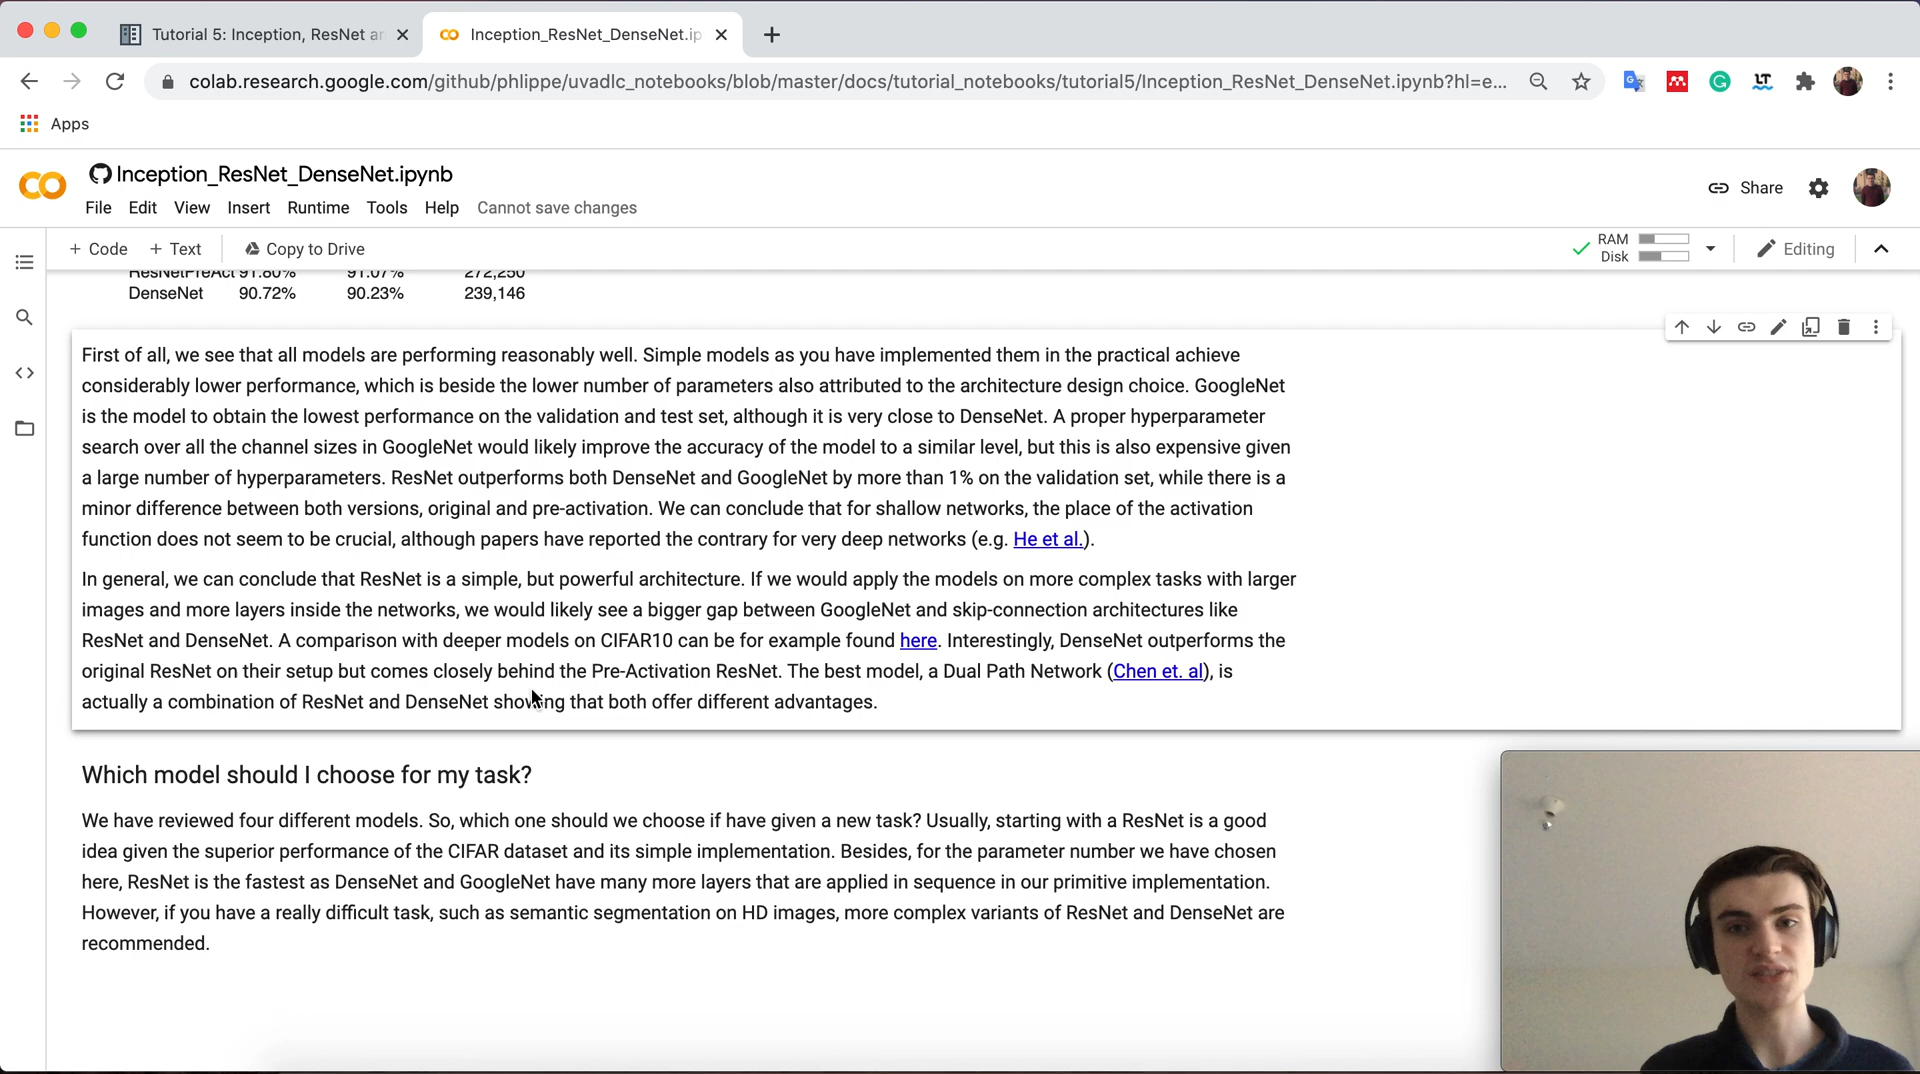 Tutorial 5: Inception, ResNet an
Inception_ResNet_DenseNet.ip
colab.research.google.com/github/phlippe/uvadlc_notebooks/blob/master/docs/tutorial_notebooks/tutorial5/Inception_ResNet_DenseNet.ipynb?hl=e...
Apps
Inception_ResNet_DenseNet.ipynb
File Edit View Insert Runtime Tools Help Cannot save changes
Share
+ Code + Text Copy to Drive
RAM
Disk
Editing
ResNetPreAct 91.80% 91.07% 272,250
DenseNet 90.72% 90.23% 239,146
First of all, we see that all models are performing reasonably well. Simple models as you have implemented them in the practical achieve
considerably lower performance, which is beside the lower number of parameters also attributed to the architecture design choice. GoogleNet
is the model to obtain the lowest performance on the validation and test set, although it is very close to DenseNet. A proper hyperparameter
search over all the channel sizes in GoogleNet would likely improve the accuracy of the model to a similar level, but this is also expensive given
a large number of hyperparameters. ResNet outperforms both DenseNet and GoogleNet by more than 1% on the validation set, while there is a
minor difference between both versions, original and pre-activation. We can conclude that for shallow networks, the place of the activation
function does not seem to be crucial, although papers have reported the contrary for very deep networks (e.g. He et al.).
In general, we can conclude that ResNet is a simple, but powerful architecture. If we would apply the models on more complex tasks with larger
images and more layers inside the networks, we would likely see a bigger gap between GoogleNet and skip-connection architectures like
ResNet and DenseNet. A comparison with deeper models on CIFAR10 can be for example found here. Interestingly, DenseNet outperforms the
original ResNet on their setup but comes closely behind the Pre-Activation ResNet. The best model, a Dual Path Network (Chen et. al), is
actually a combination of ResNet and DenseNet showing that both offer different advantages.
Which model should I choose for my task?
We have reviewed four different models. So, which one should we choose if have given a new task? Usually, starting with a ResNet is a good
idea given the superior performance of the CIFAR dataset and its simple implementation. Besides, for the parameter number we have chosen
here, ResNet is the fastest as DenseNet and GoogleNet have many more layers that are applied in sequence in our primitive implementation.
However, if you have a really difficult task, such as semantic segmentation on HD images, more complex variants of ResNet and DenseNet are
recommended.